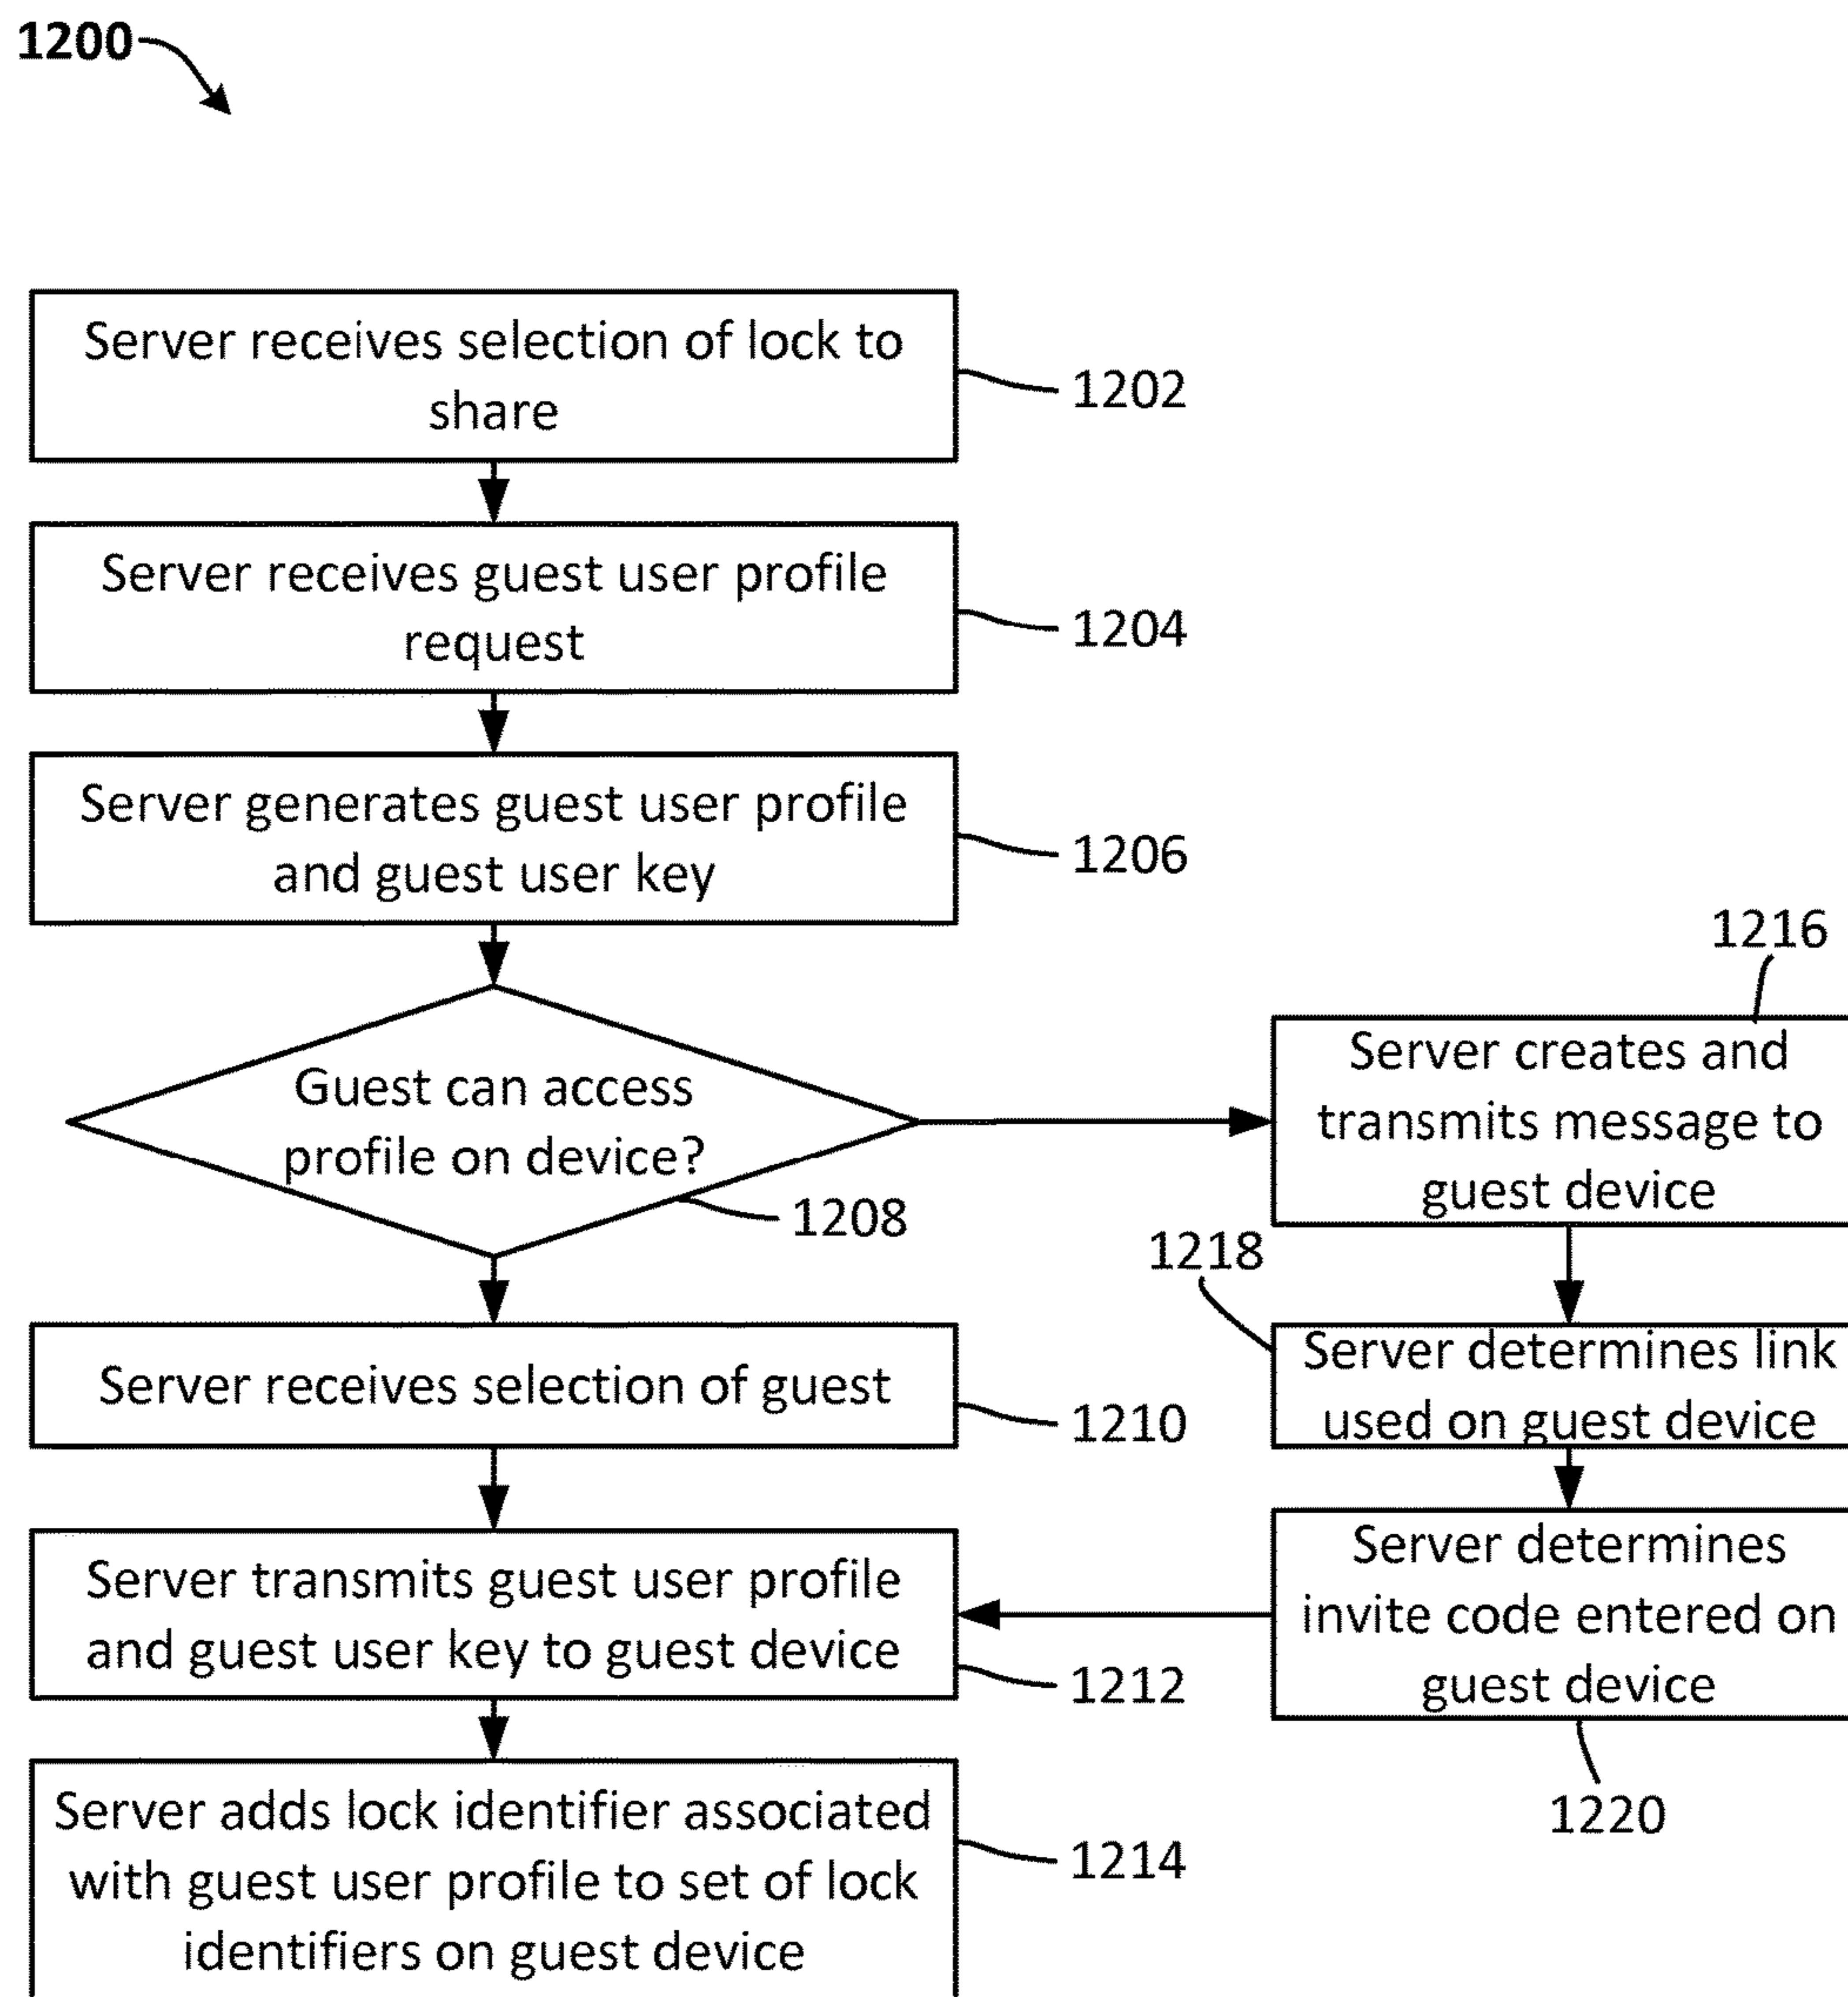 1200
Server receives selection of lock to
share
1202
Server receives guest user profile
request
1204
Server generates guest user profile
and guest user key
1206
Guest can access
profile on device?
1208
Server receives selection of guest
1210
Server transmits guest user profile
and guest user key to guest device
1212
Server adds lock identifier associated
with guest user profile to set of lock
identifiers on guest device
1214
1216
Server creates and
transmits message to
guest device
1218
Server determines link
used on guest device
Server determines
invite code entered on
guest device
1220